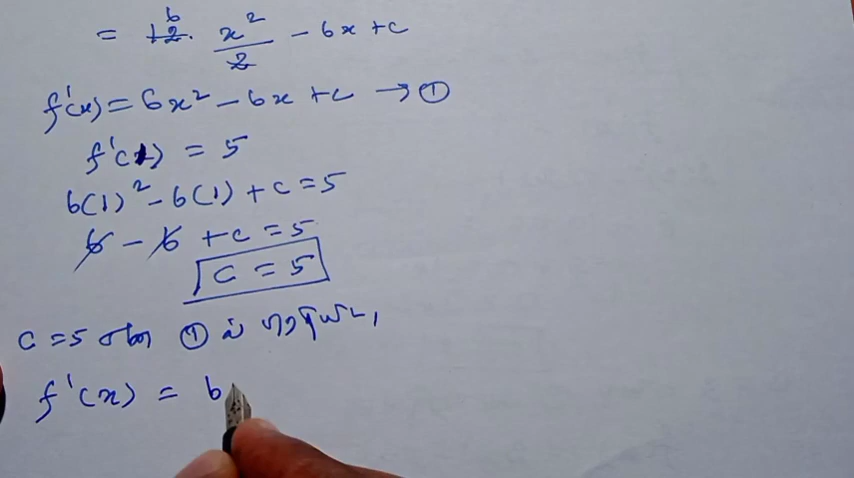 = 12 6 . x²/2 - 6x + c
f'(x) = 6x² - 6x + c → ①
f'(1) = 5
6(1)² - 6(1) + c = 5
6 - 6 + c = 5
c = 5
c = 5 ①
f'(x) = 6